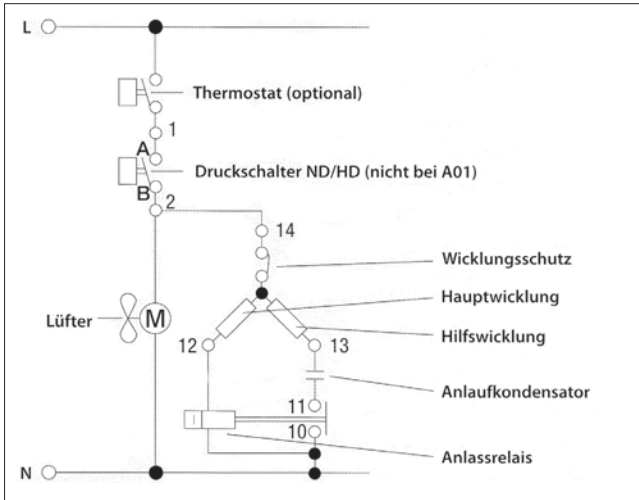 L
Thermostat (optional)
1
A
Druckschalter ND/HD (nicht bei A01)
B
2
14
Wicklungsschutz
Hauptwicklung
Lüfter
M
12
13
Hilfswicklung
Anlaufkondensator
11
10
Anlassrelais
N